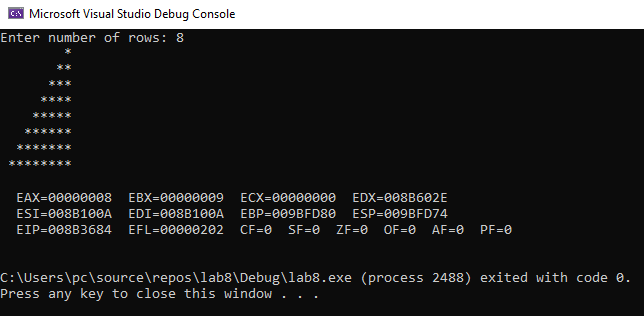 Microsoft Visual Studio Debug Console
Enter number of rows: 8
        *
       **
      ***
     ****
    *****
   ******
  *******
 ********
  EAX=00000008  EBX=00000009  ECX=00000000  EDX=008B602E
  ESI=008B100A  EDI=008B100A  EBP=009BFD80  ESP=009BFD74
  EIP=008B3684  EFL=00000202  CF=0  SF=0  ZF=0  OF=0  AF=0  PF=0
C:\Users\pc\source\repos\lab8\Debug\lab8.exe (process 2488) exited with code 0.
Press any key to close this window . . .